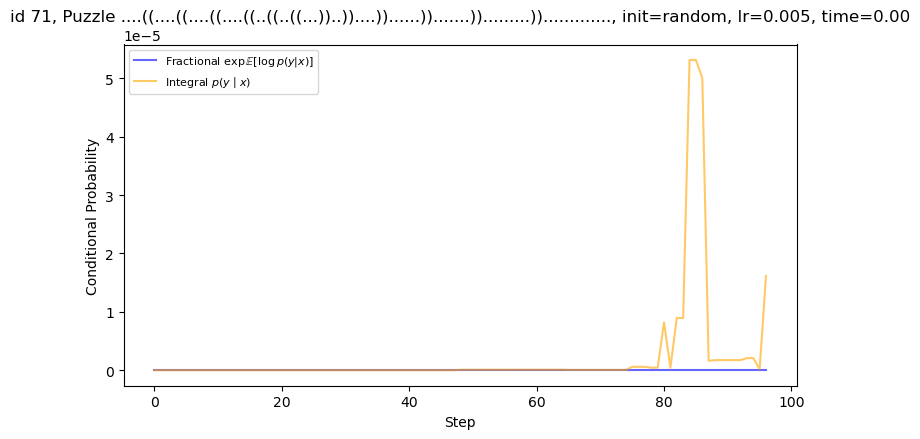 id 71, Puzzle ....((....((....((....((..((..((...))..))....))......)).......)).........))............., init=random, lr=0.005, time=0.00
1e−5
Fractional exp𝔼[log p(y|x)]
Integral p(y | x)
5
4
3
2
1
0
Conditional Probability
0 20 40 60 80 100
Step